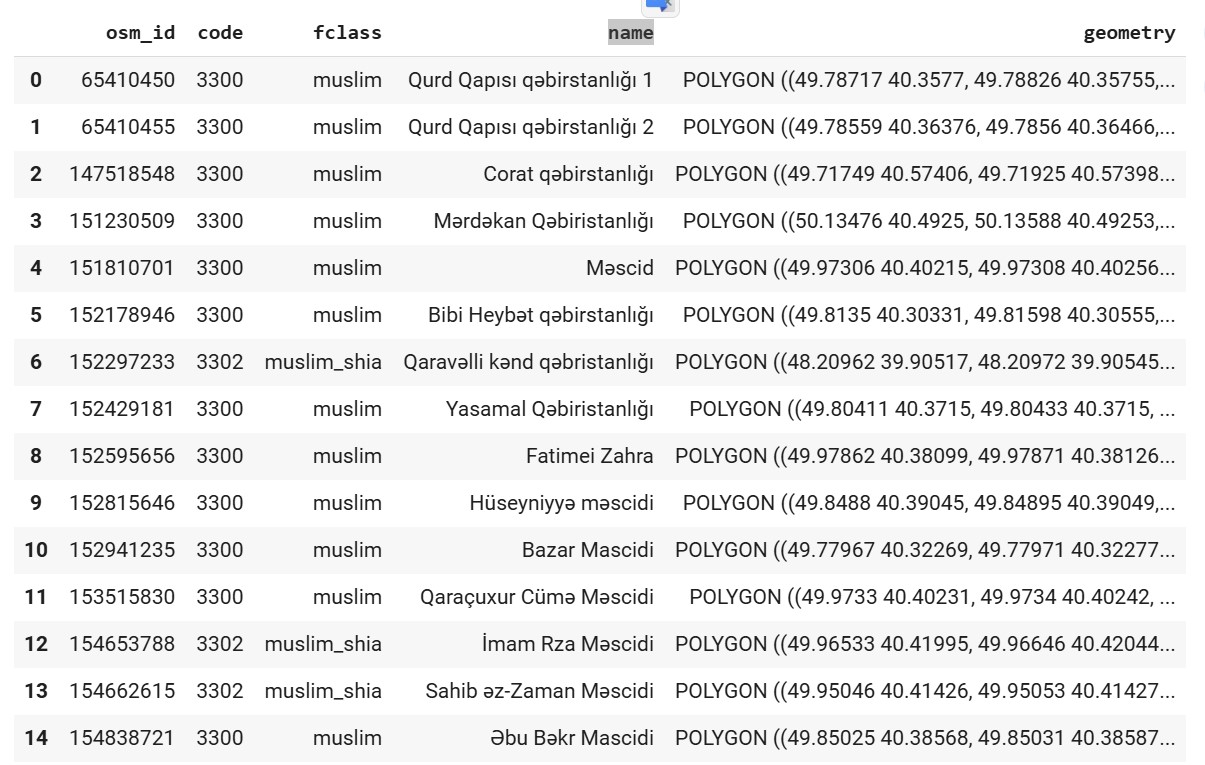 osm_id code fclass name geometry
0 65410450 3300 muslim Qurd Qapısı qəbirstanlığı 1 POLYGON ((49.78717 40.3577, 49.78826 40.35755,...
1 65410455 3300 muslim Qurd Qapısı qəbirstanlığı 2 POLYGON ((49.78559 40.36376, 49.7856 40.36466,...
2 147518548 3300 muslim Corat qəbirstanlığı POLYGON ((49.71749 40.57406, 49.71925 40.57398...
3 151230509 3300 muslim Mərdəkan Qəbiristanlığı POLYGON ((50.13476 40.4925, 50.13588 40.49253,...
4 151810701 3300 muslim Məscid POLYGON ((49.97306 40.40215, 49.97308 40.40256...
5 152178946 3300 muslim Bibi Heybət qəbirstanlığı POLYGON ((49.8135 40.30331, 49.81598 40.30555,...
6 152297233 3302 muslim_shia Qaravəlli kənd qəbristanlığı POLYGON ((48.20962 39.90517, 48.20972 39.90545...
7 152429181 3300 muslim Yasamal Qəbiristanlığı POLYGON ((49.80411 40.3715, 49.80433 40.3715, ...
8 152595656 3300 muslim Fatimei Zahra POLYGON ((49.97862 40.38099, 49.97871 40.38126...
9 152815646 3300 muslim Hüseyniyyə məscidi POLYGON ((49.8488 40.39045, 49.84895 40.39049,...
10 152941235 3300 muslim Bazar Mascidi POLYGON ((49.77967 40.32269, 49.77971 40.32277...
11 153515830 3300 muslim Qaraçuxur Cümə Məscidi POLYGON ((49.9733 40.40231, 49.9734 40.40242, ...
12 154653788 3302 muslim_shia İmam Rza Məscidi POLYGON ((49.96533 40.41995, 49.96646 40.42044...
13 154662615 3302 muslim_shia Sahib əz-Zaman Məscidi POLYGON ((49.95046 40.41426, 49.95053 40.41427...
14 154838721 3300 muslim Əbu Bəkr Mascidi POLYGON ((49.85025 40.38568, 49.85031 40.38587...